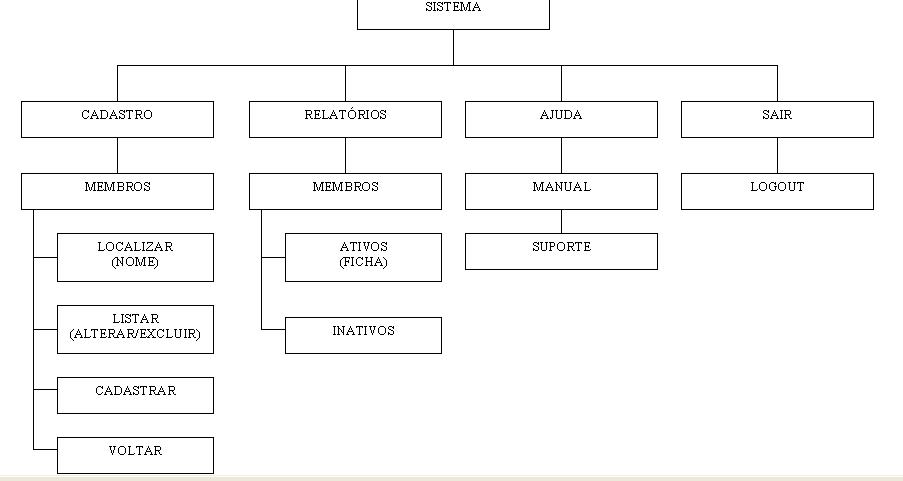 SISTEMA
CADASTRO
RELATÓRIOS
AJUDA
SAIR
MEMBROS
MEMBROS
MANUAL
LOGOUT
LOCALIZAR
(NOME)
ATIVOS
(FICHA)
SUPORTE
LISTAR
(ALTERAR/EXCLUIR)
INATIVOS
CADASTRAR
VOLTAR